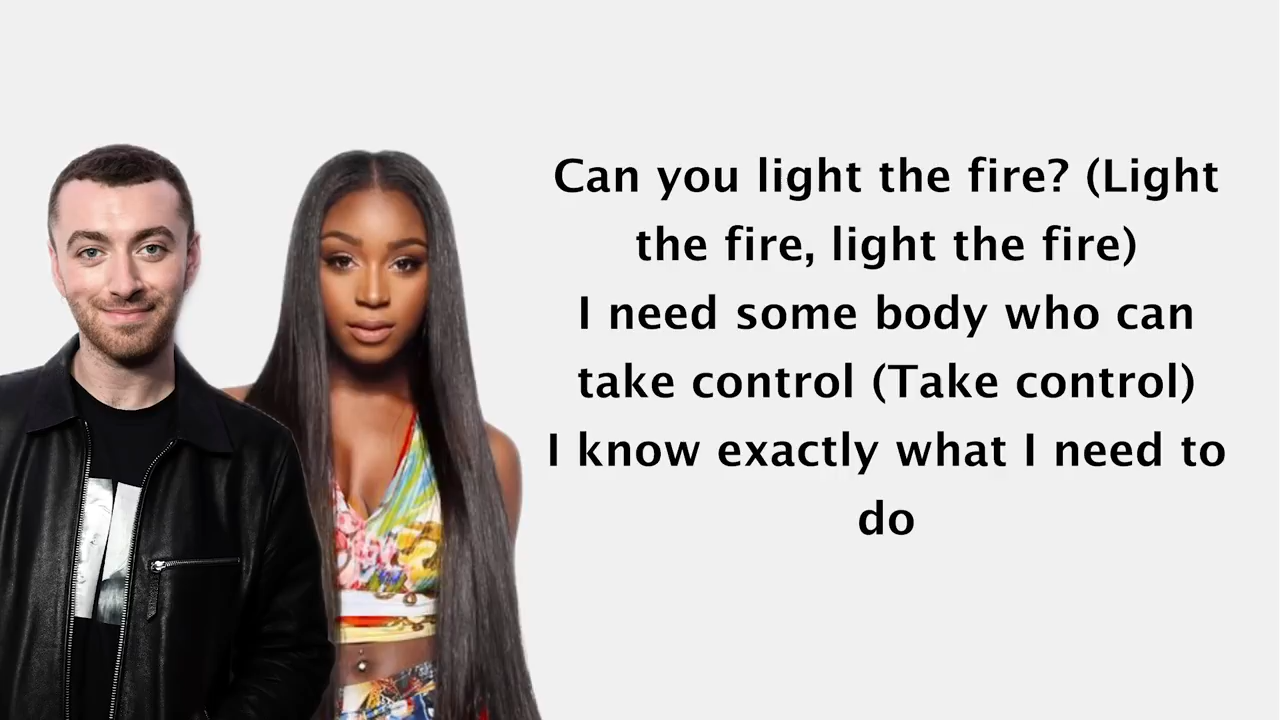 Can you light the fire? (Light
the fire, light the fire)
I need some body who can
take control (Take control)
I know exactly what I need to
do